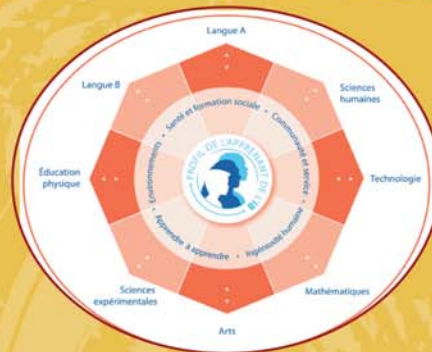 Langue A
Langue B
Sciences
humaines
Santé et formation sociale • Communauté et service • Ingéniosité humaine • Apprendre à apprendre • Environnements •
PROFIL DE L'APPRENANT DE L'IB
Éducation
physique
Technologie
Sciences
expérimentales
Mathématiques
Arts